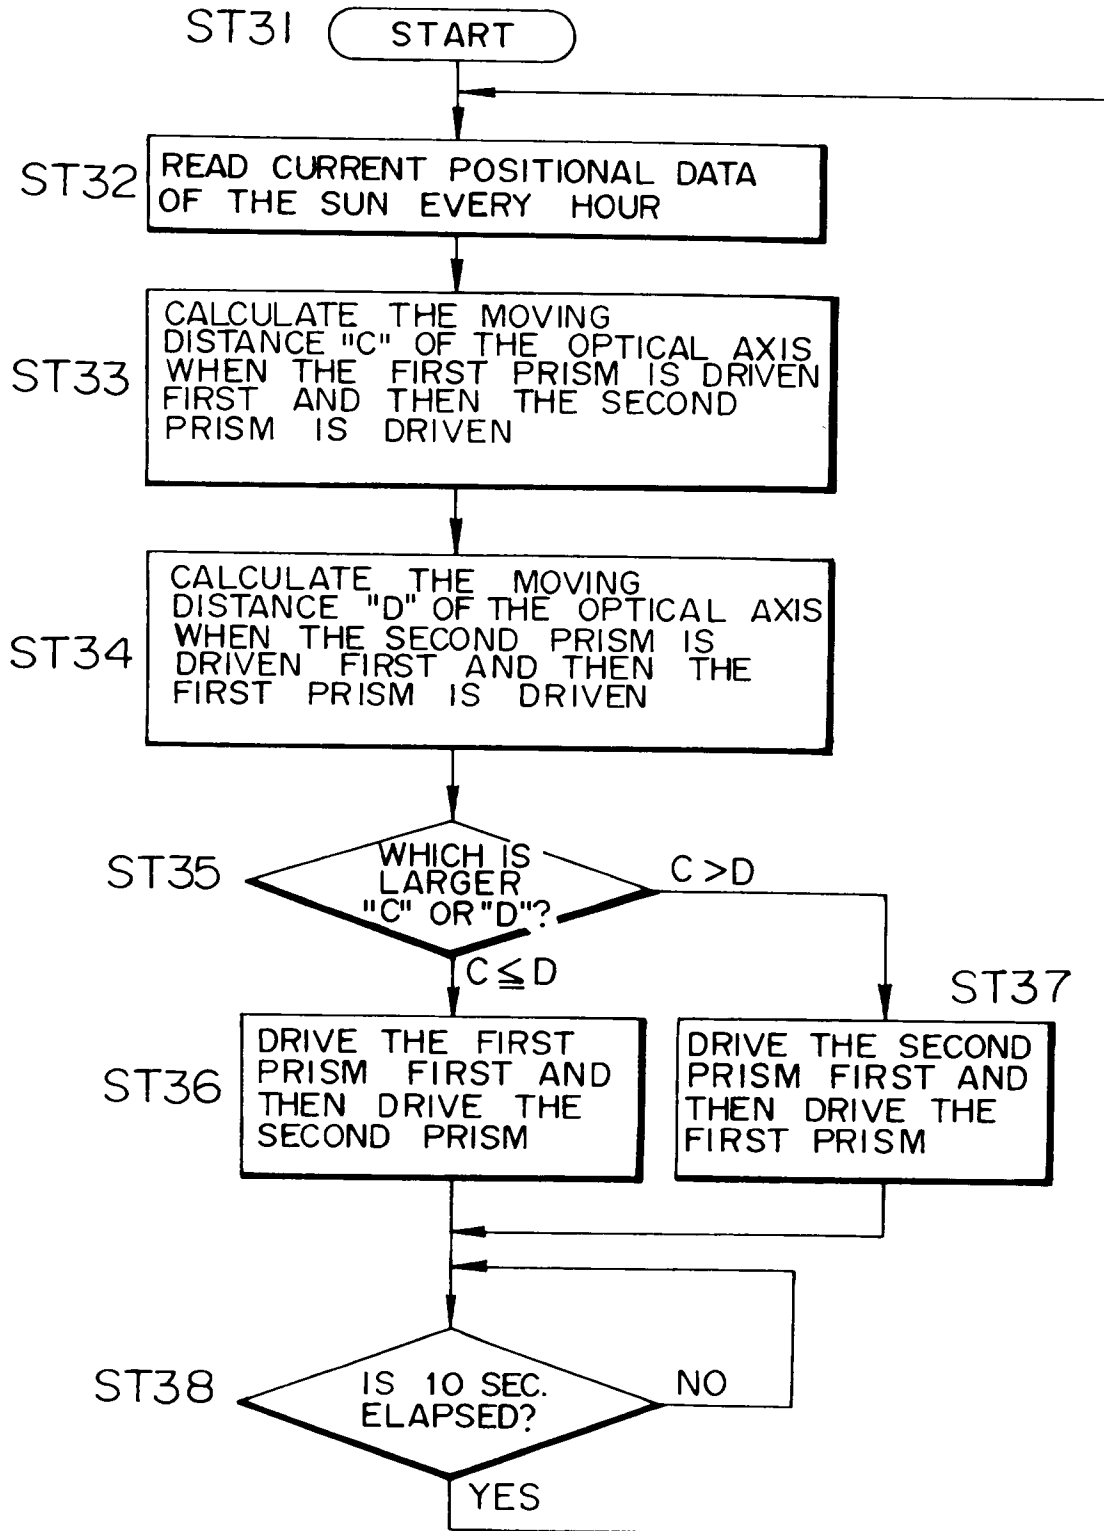 ST31
START
ST32
READ CURRENT POSITIONAL DATA
OF THE SUN EVERY HOUR
ST33
CALCULATE THE MOVING
DISTANCE "C" OF THE OPTICAL AXIS
WHEN THE FIRST PRISM IS DRIVEN
FIRST AND THEN THE SECOND
PRISM IS DRIVEN
ST34
CALCULATE THE MOVING
DISTANCE "D" OF THE OPTICAL AXIS
WHEN THE SECOND PRISM IS
DRIVEN FIRST AND THEN THE
FIRST PRISM IS DRIVEN
ST35
WHICH IS
LARGER
"C" OR "D"?
C>D
C≦D
ST36
DRIVE THE FIRST
PRISM FIRST AND
THEN DRIVE THE
SECOND PRISM
ST37
DRIVE THE SECOND
PRISM FIRST AND
THEN DRIVE THE
FIRST PRISM
ST38
IS 10 SEC.
ELAPSED?
NO
YES